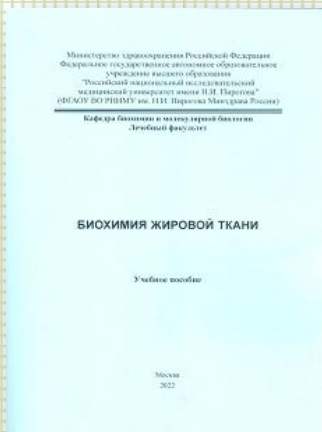 Министерство здравоохранения Российской Федерации
Федеральное государственное автономное образовательное
учреждение высшего образования
"Российский национальный исследовательский
медицинский университет имени Н.И. Пирогова"
(ФГАОУ ВО РНИМУ им. Н.И. Пирогова Минздрава России)
Кафедра биохимии и молекулярной биологии
Лечебный факультет
БИОХИМИЯ ЖИРОВОЙ ТКАНИ
Учебное пособие
Москва
2022